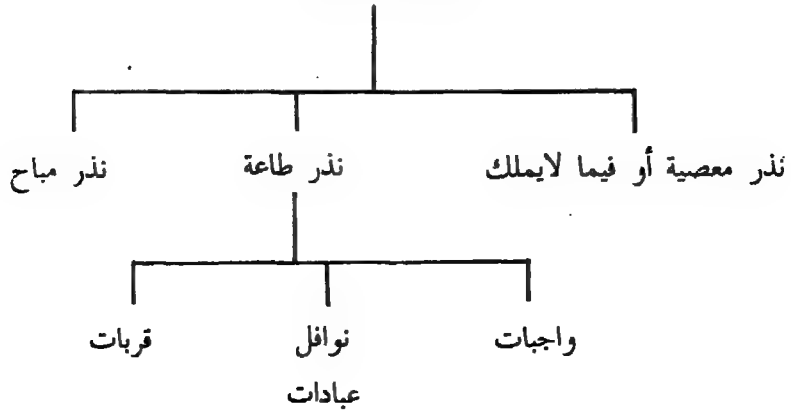 نذر معصية أو فيما لايملك
نذر طاعة
نذر مباح
واجبات
نوافل
عبادات
قربات